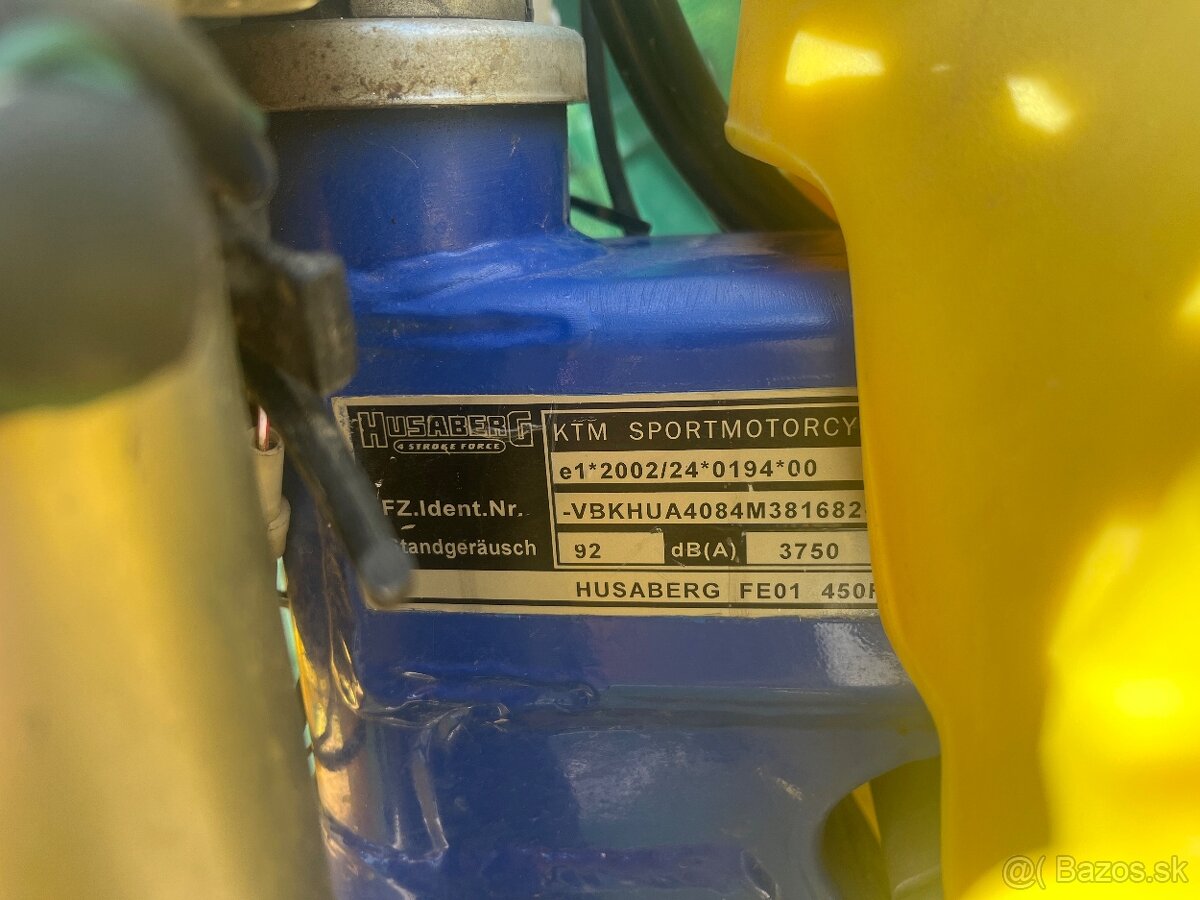 HUSABERG
4 STROKE FORCE
KTM SPORTMOTORCY
e1*2002/24*0194*00
FZ.Ident.Nr.
-VBKHUA4084M381682
tandgeräusch 92 dB(A) 3750
HUSABERG FE01 450
@( Bazos.sk